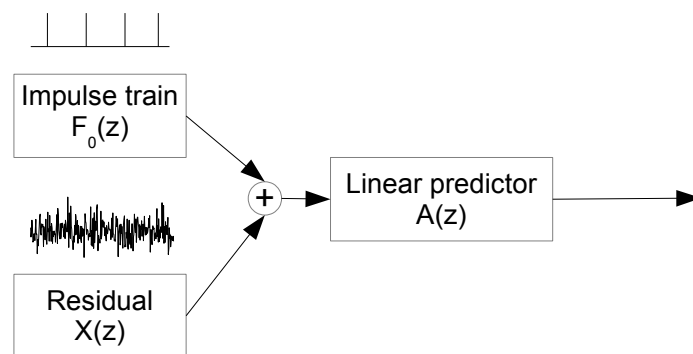 Impulse train
F₀(z)
+
Linear predictor
A(z)
Residual
X(z)